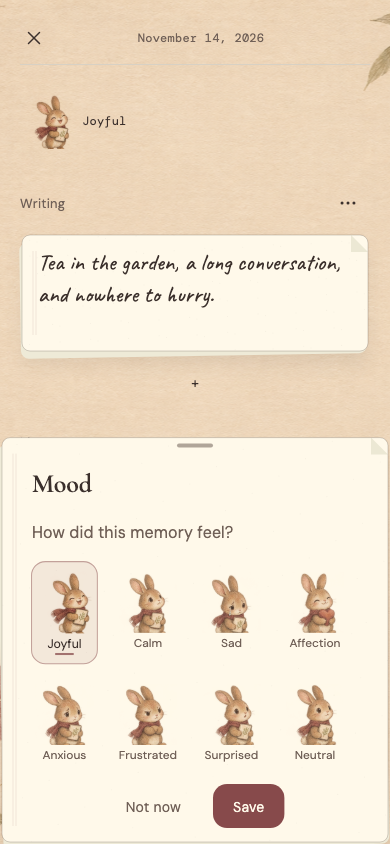 November 14, 2026
Joyful
Writing
Tea in the garden, a long conversation,
and nowhere to hurry.
+
Mood
How did this memory feel?
Joyful Calm Sad Affection
Anxious Frustrated Surprised Neutral
Not now Save